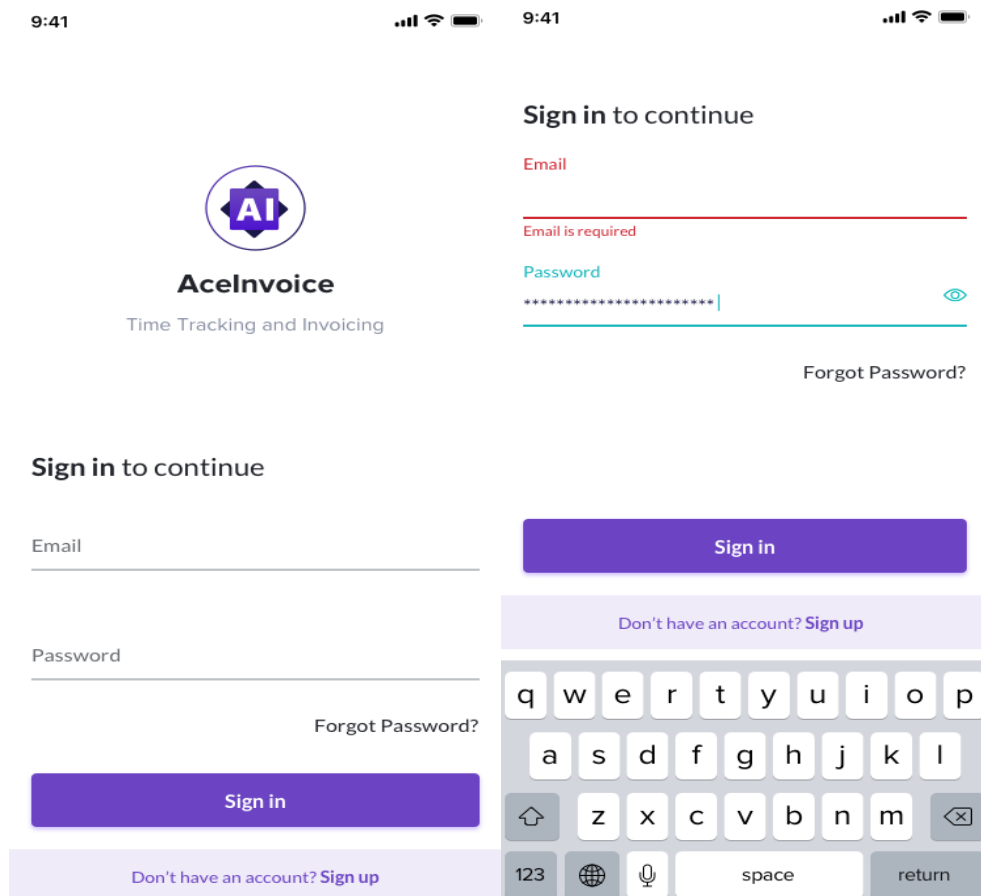 9:41
AI
AceInvoice
Time Tracking and Invoicing
Sign in to continue
Email
Password
Forgot Password?
Sign in
Don't have an account? Sign up
9:41
Sign in to continue
Email
Email is required
Password
***********************
Forgot Password?
Sign in
Don't have an account? Sign up
q w e r t y u i o p
a s d f g h j k l
z x c v b n m
123 space return